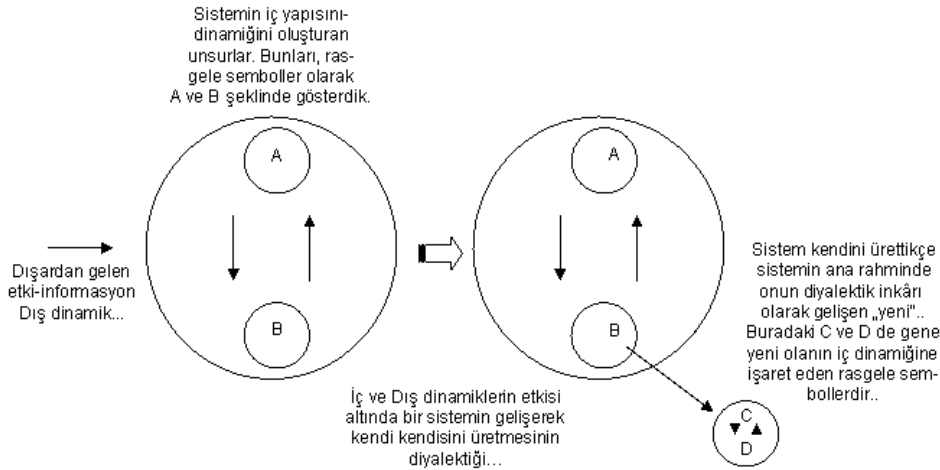 Sistemin iç yapısını-
dinamiğini oluşturan
unsurlar. Bunları, ras-
gele semboller olarak
A ve B şeklinde gösterdik.
A
B
Dışardan gelen
etki-informasyon
Dış dinamik...
A
B
İç ve Dış dinamiklerin etkisi
altında bir sistemin gelişerek
kendi kendisini üretmesinin
diyalektiği...
Sistem kendini ürettikçe
sistemin ana rahminde
onun diyalektik inkârı
olarak gelişen „yeni”..
Buradaki C ve D de gene
yeni olanın iç dinamiğine
işaret eden rasgele sem-
bollerdir..
C
D